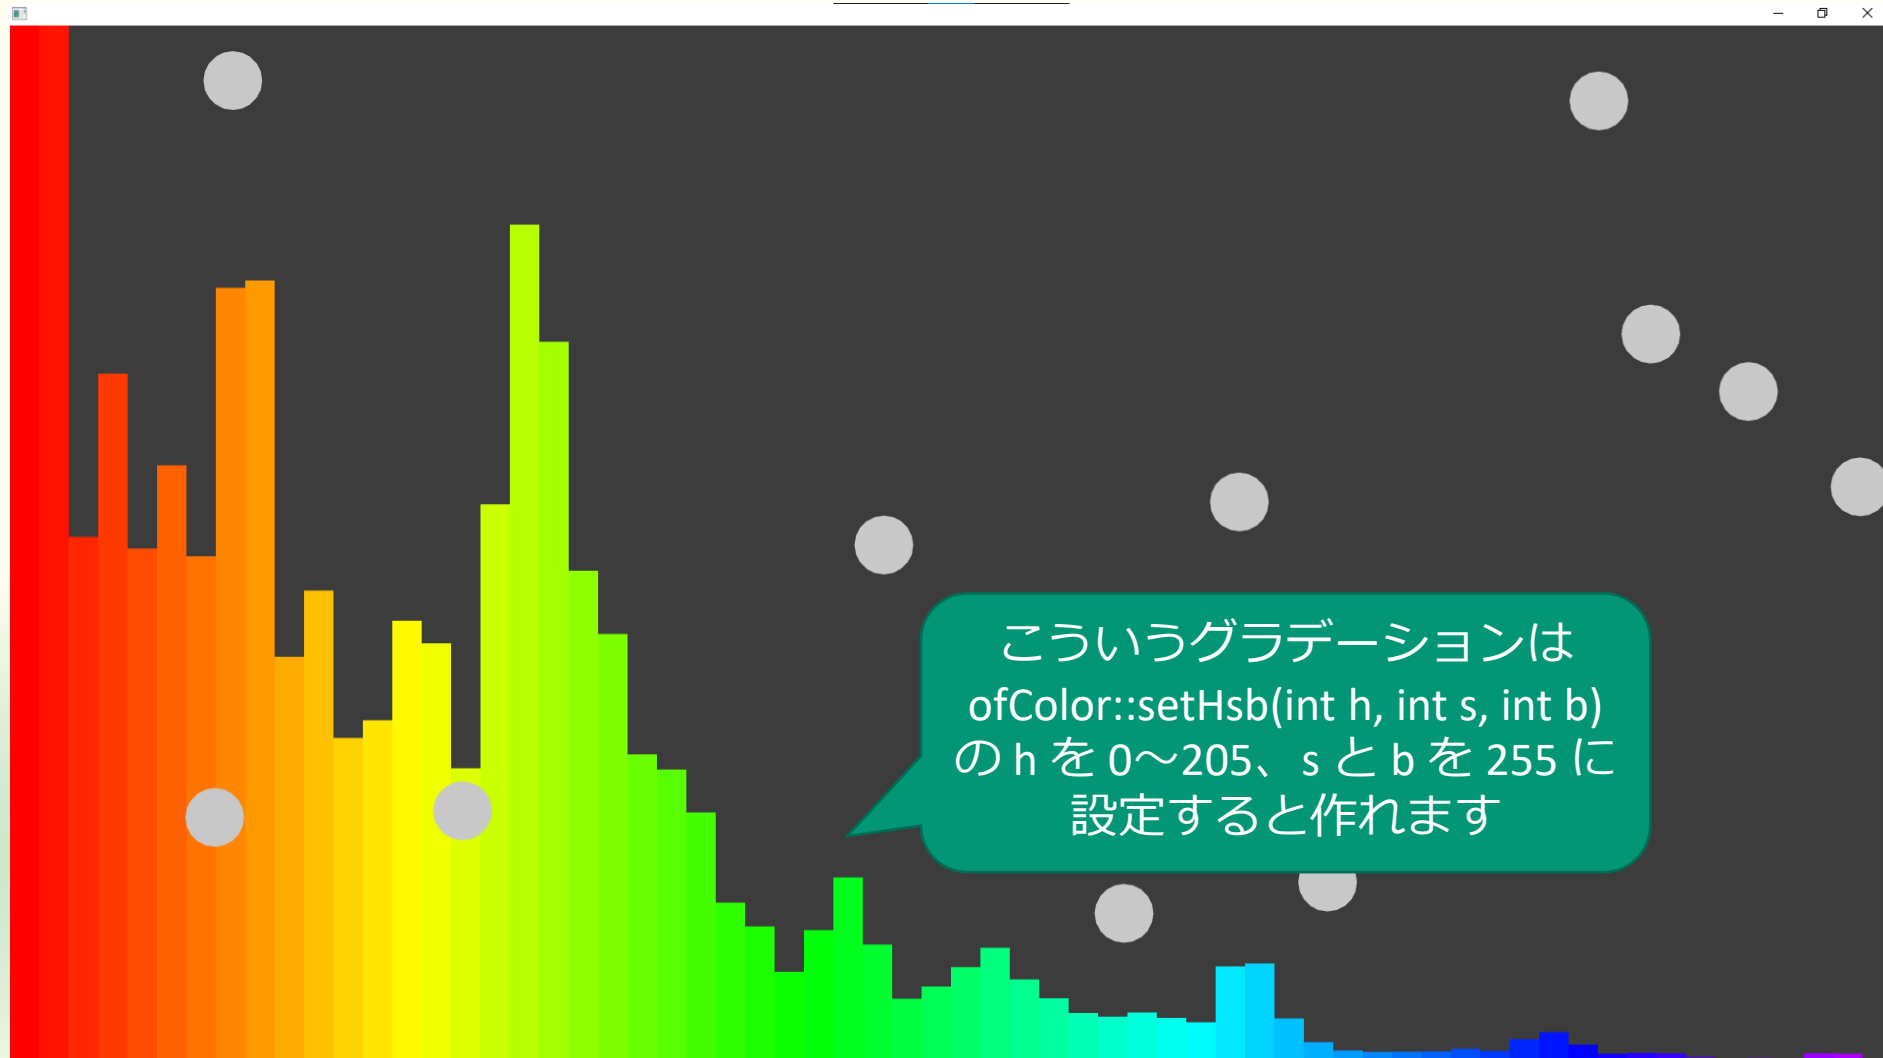 こういうグラデーションは
ofColor::setHsb(int h, int s, int b)
の h を 0～205、s と b を 255 に
設定すると作れます